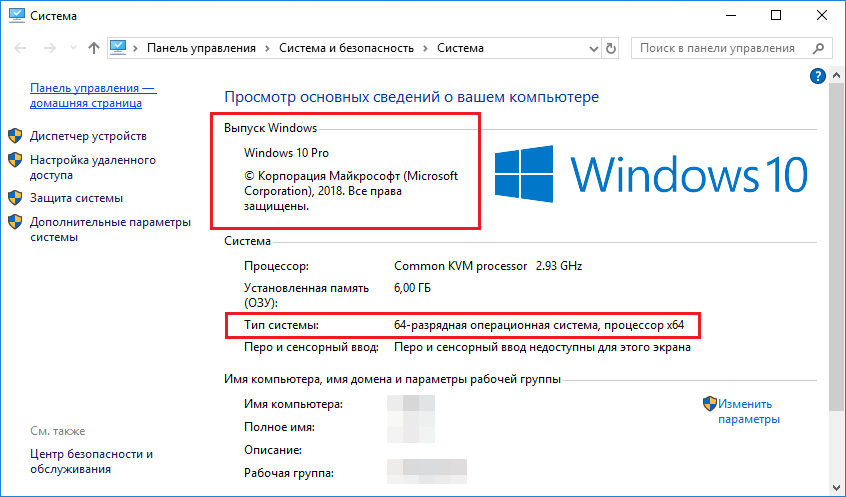 Система
Панель управления
Система и безопасность
Система
Поиск в панели управления
?
Панель управления —
домашняя страница
Диспетчер устройств
Настройка удаленного
доступа
Защита системы
Дополнительные параметры
системы
См. также
Центр безопасности и
обслуживания
Просмотр основных сведений о вашем компьютере
Выпуск Windows
Windows 10 Pro
© Корпорация Майкрософт (Microsoft
Corporation), 2018. Все права
защищены.
Windows 10
Система
Процессор: Common KVM processor 2.93 GHz
Установленная память 6,00 ГБ
(ОЗУ):
Тип системы: 64-разрядная операционная система, процессор x64
Перо и сенсорный ввод: Перо и сенсорный ввод недоступны для этого экрана
Имя компьютера, имя домена и параметры рабочей группы
Имя компьютера:
Полное имя:
Описание:
Рабочая группа:
Изменить
параметры